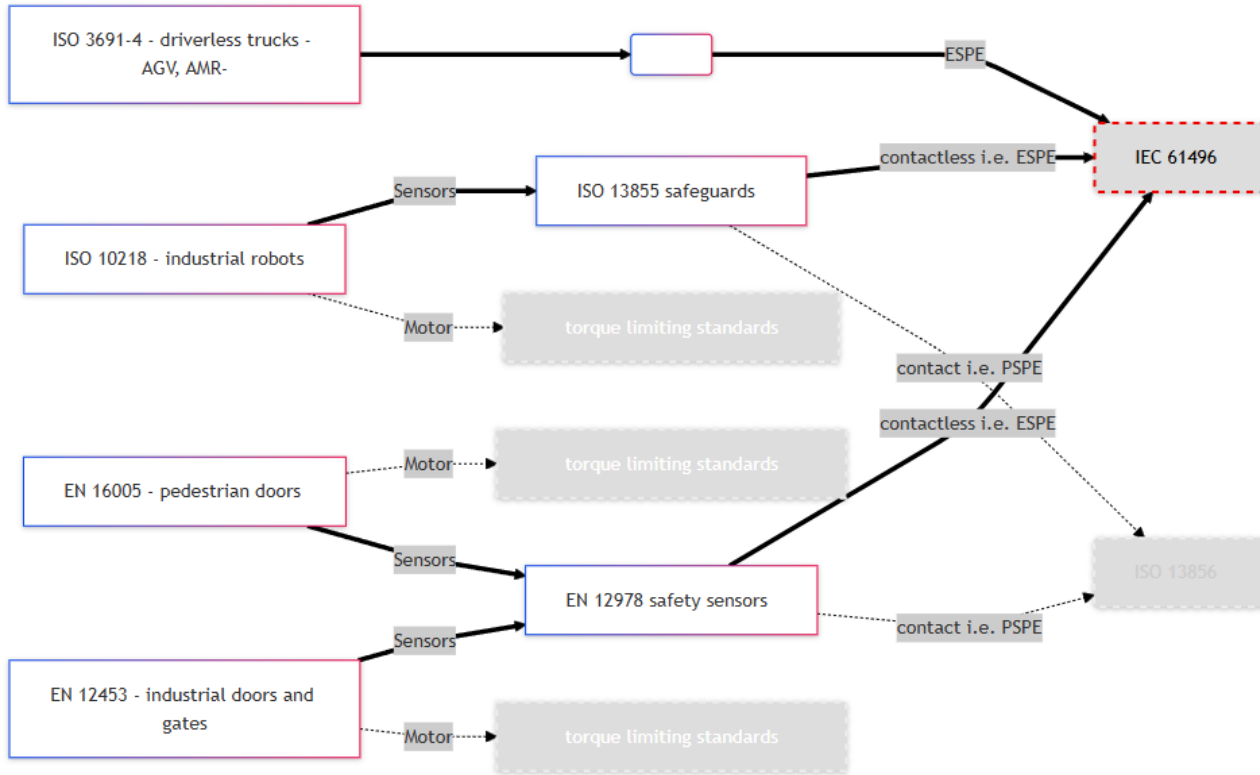 ISO 3691-4 - driverless trucks -
AGV, AMR-
ESPE
IEC 61496
contactless i.e. ESPE
Sensors
ISO 13855 safeguards
ISO 10218 - industrial robots
Motor
torque limiting standards
contact i.e. PSPE
contactless i.e. ESPE
Motor
torque limiting standards
EN 16005 - pedestrian doors
Sensors
ISO 13856
EN 12978 safety sensors
contact i.e. PSPE
Sensors
EN 12453 - industrial doors and
gates
Motor
torque limiting standards